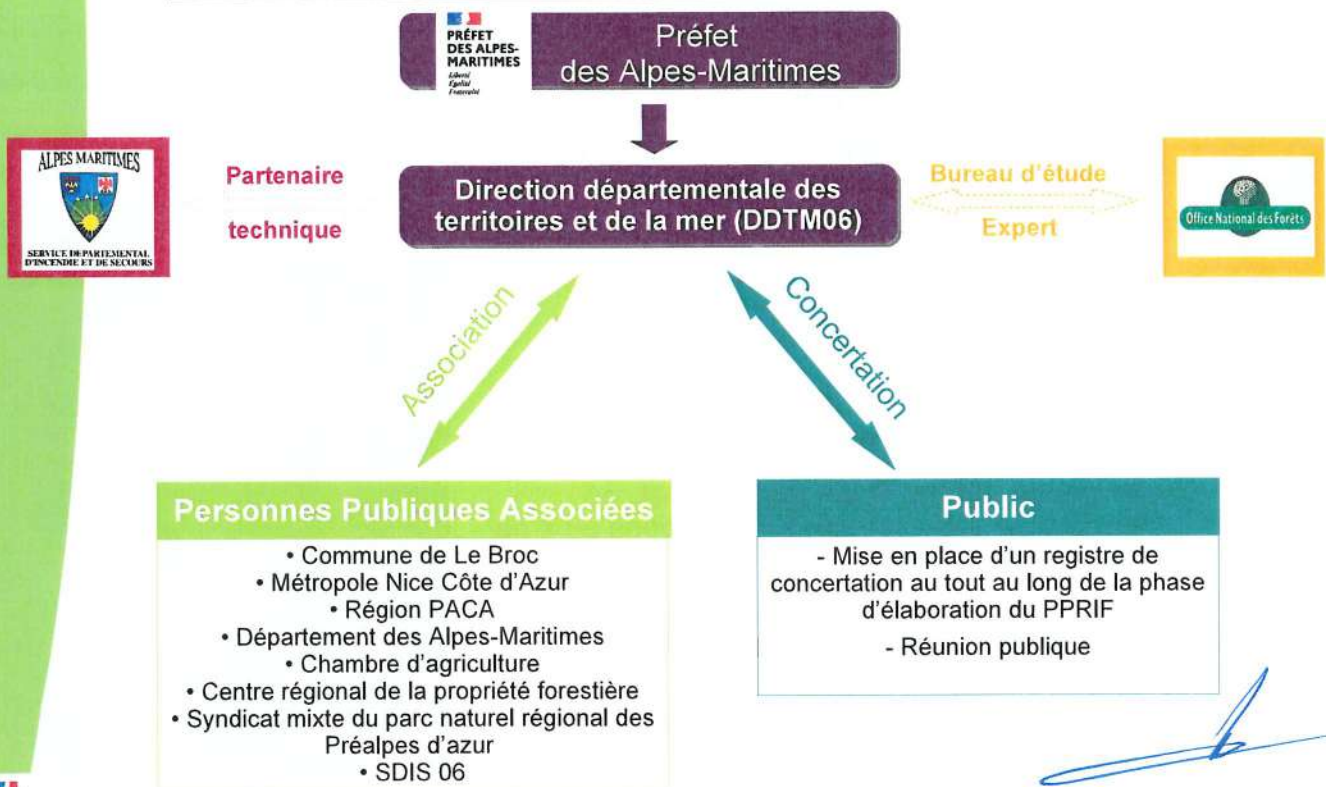 PRÉFET
DES ALPES-
MARITIMES
Liberté
Égalité
Fraternité
Préfet
des Alpes-Maritimes
ALPES MARITIMES
SERVICE DEPARTEMENTAL
D'INCENDIE ET DE SECOURS
Partenaire
technique
Direction départementale des
territoires et de la mer (DDTM06)
Bureau d'étude
Expert
Office National des Forêts
Association
Concertation
Personnes Publiques Associées
• Commune de Le Broc
• Métropole Nice Côte d'Azur
• Région PACA
• Département des Alpes-Maritimes
• Chambre d'agriculture
• Centre régional de la propriété forestière
• Syndicat mixte du parc naturel régional des
Préalpes d'azur
• SDIS 06
Public
- Mise en place d'un registre de
concertation au tout au long de la phase
d'élaboration du PPRIF
- Réunion publique